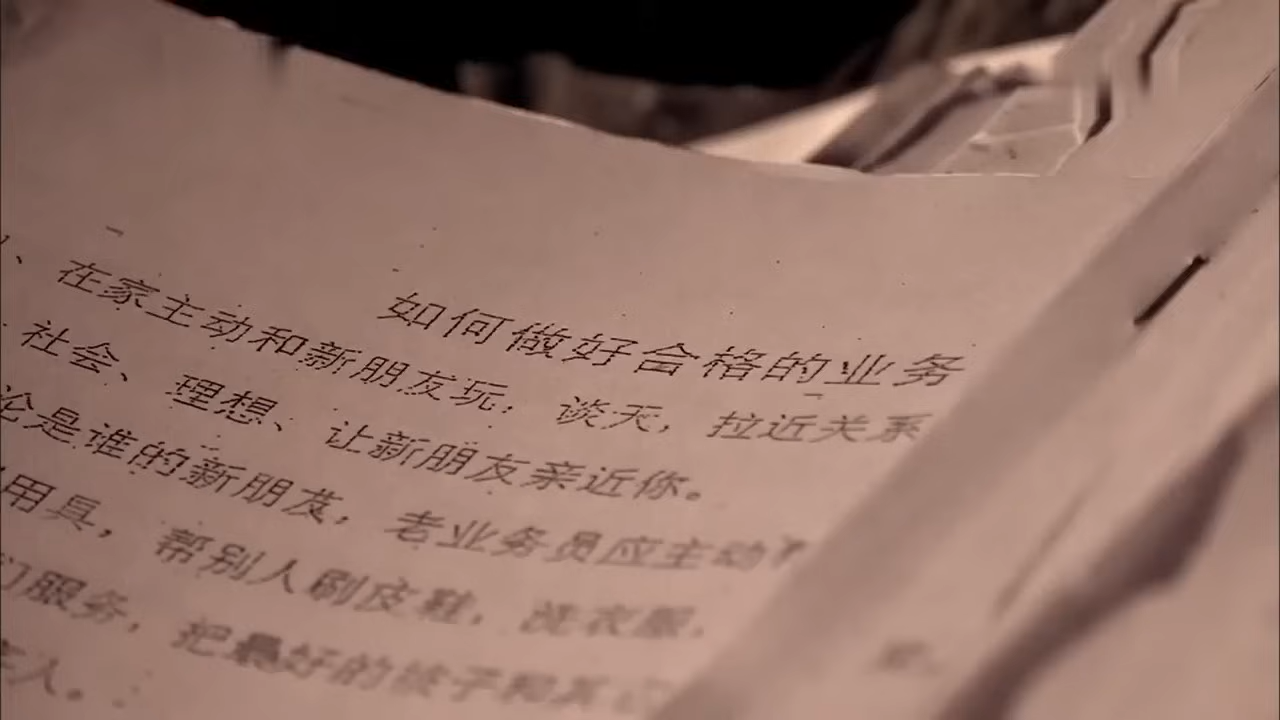 如何做好合格的业务
、在家主动和新朋友玩，谈天，拉近关系
社会、理想、让新朋友亲近你。
论是谁的新朋友，老业务员应主动
用具，帮别人刷皮鞋，洗衣服，
们服务，把最好的被子和其
人。